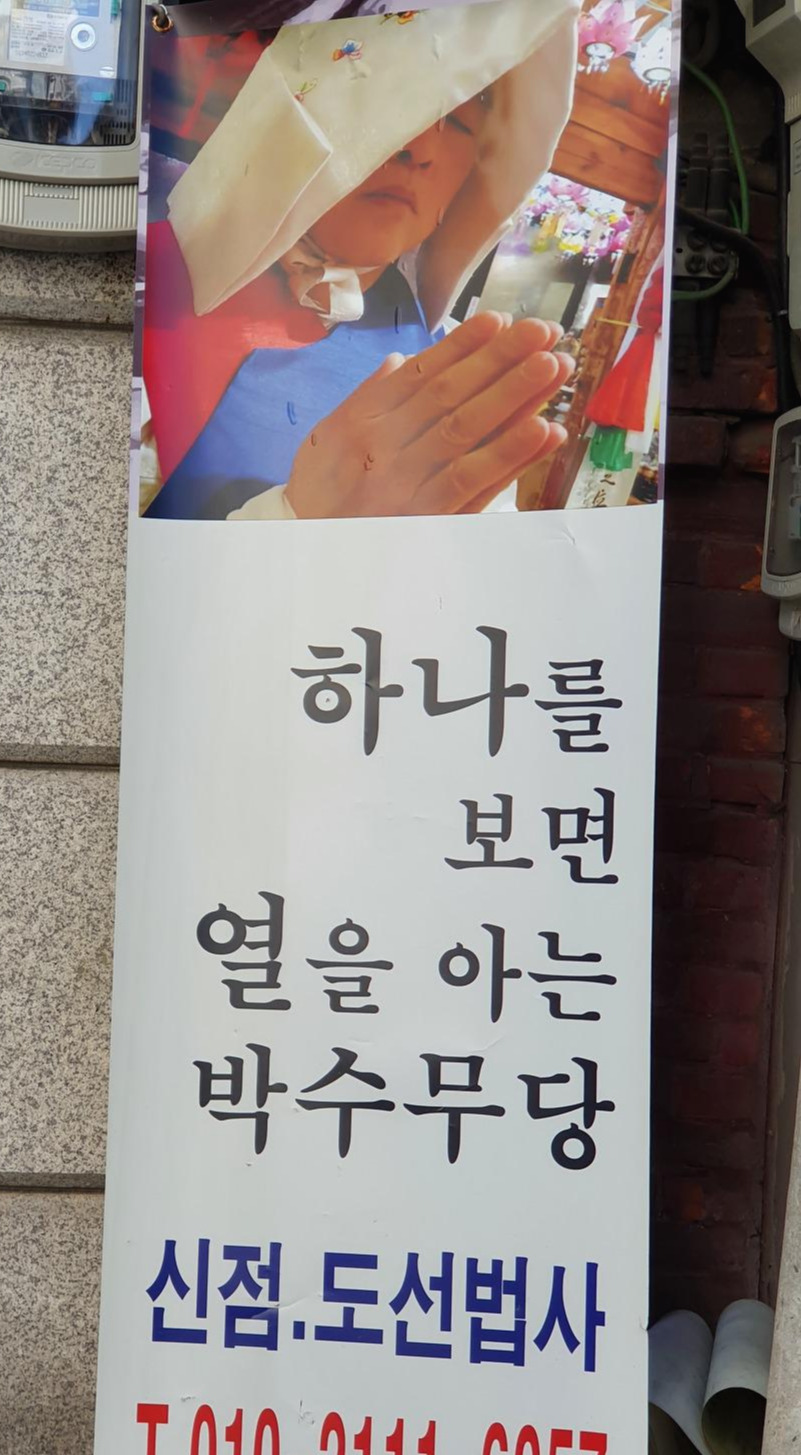 하나를
보면
열을 아는
박수무당
신점.도선법사